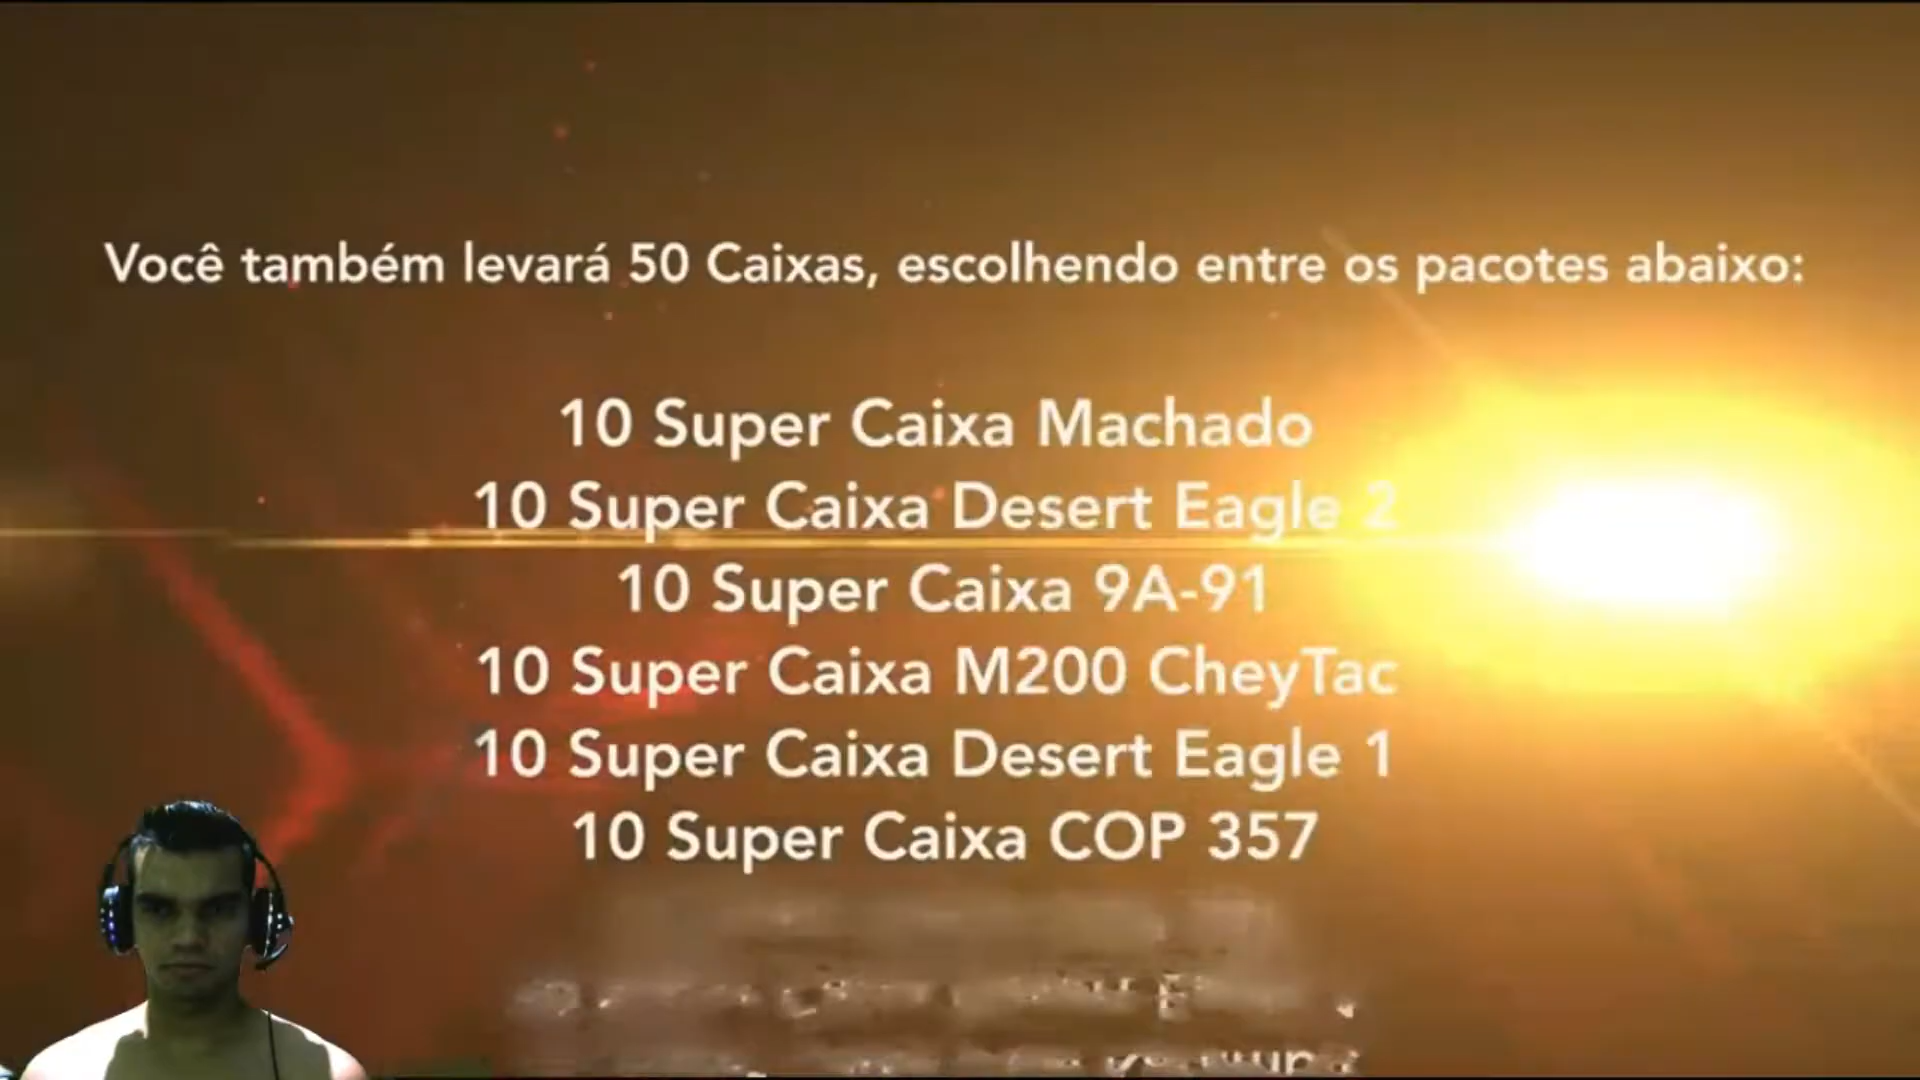 Você também levará 50 Caixas, escolhendo entre os pacotes abaixo:
10 Super Caixa Machado
10 Super Caixa Desert Eagle 2
10 Super Caixa 9A-91
10 Super Caixa M200 CheyTac
10 Super Caixa Desert Eagle 1
10 Super Caixa COP 357